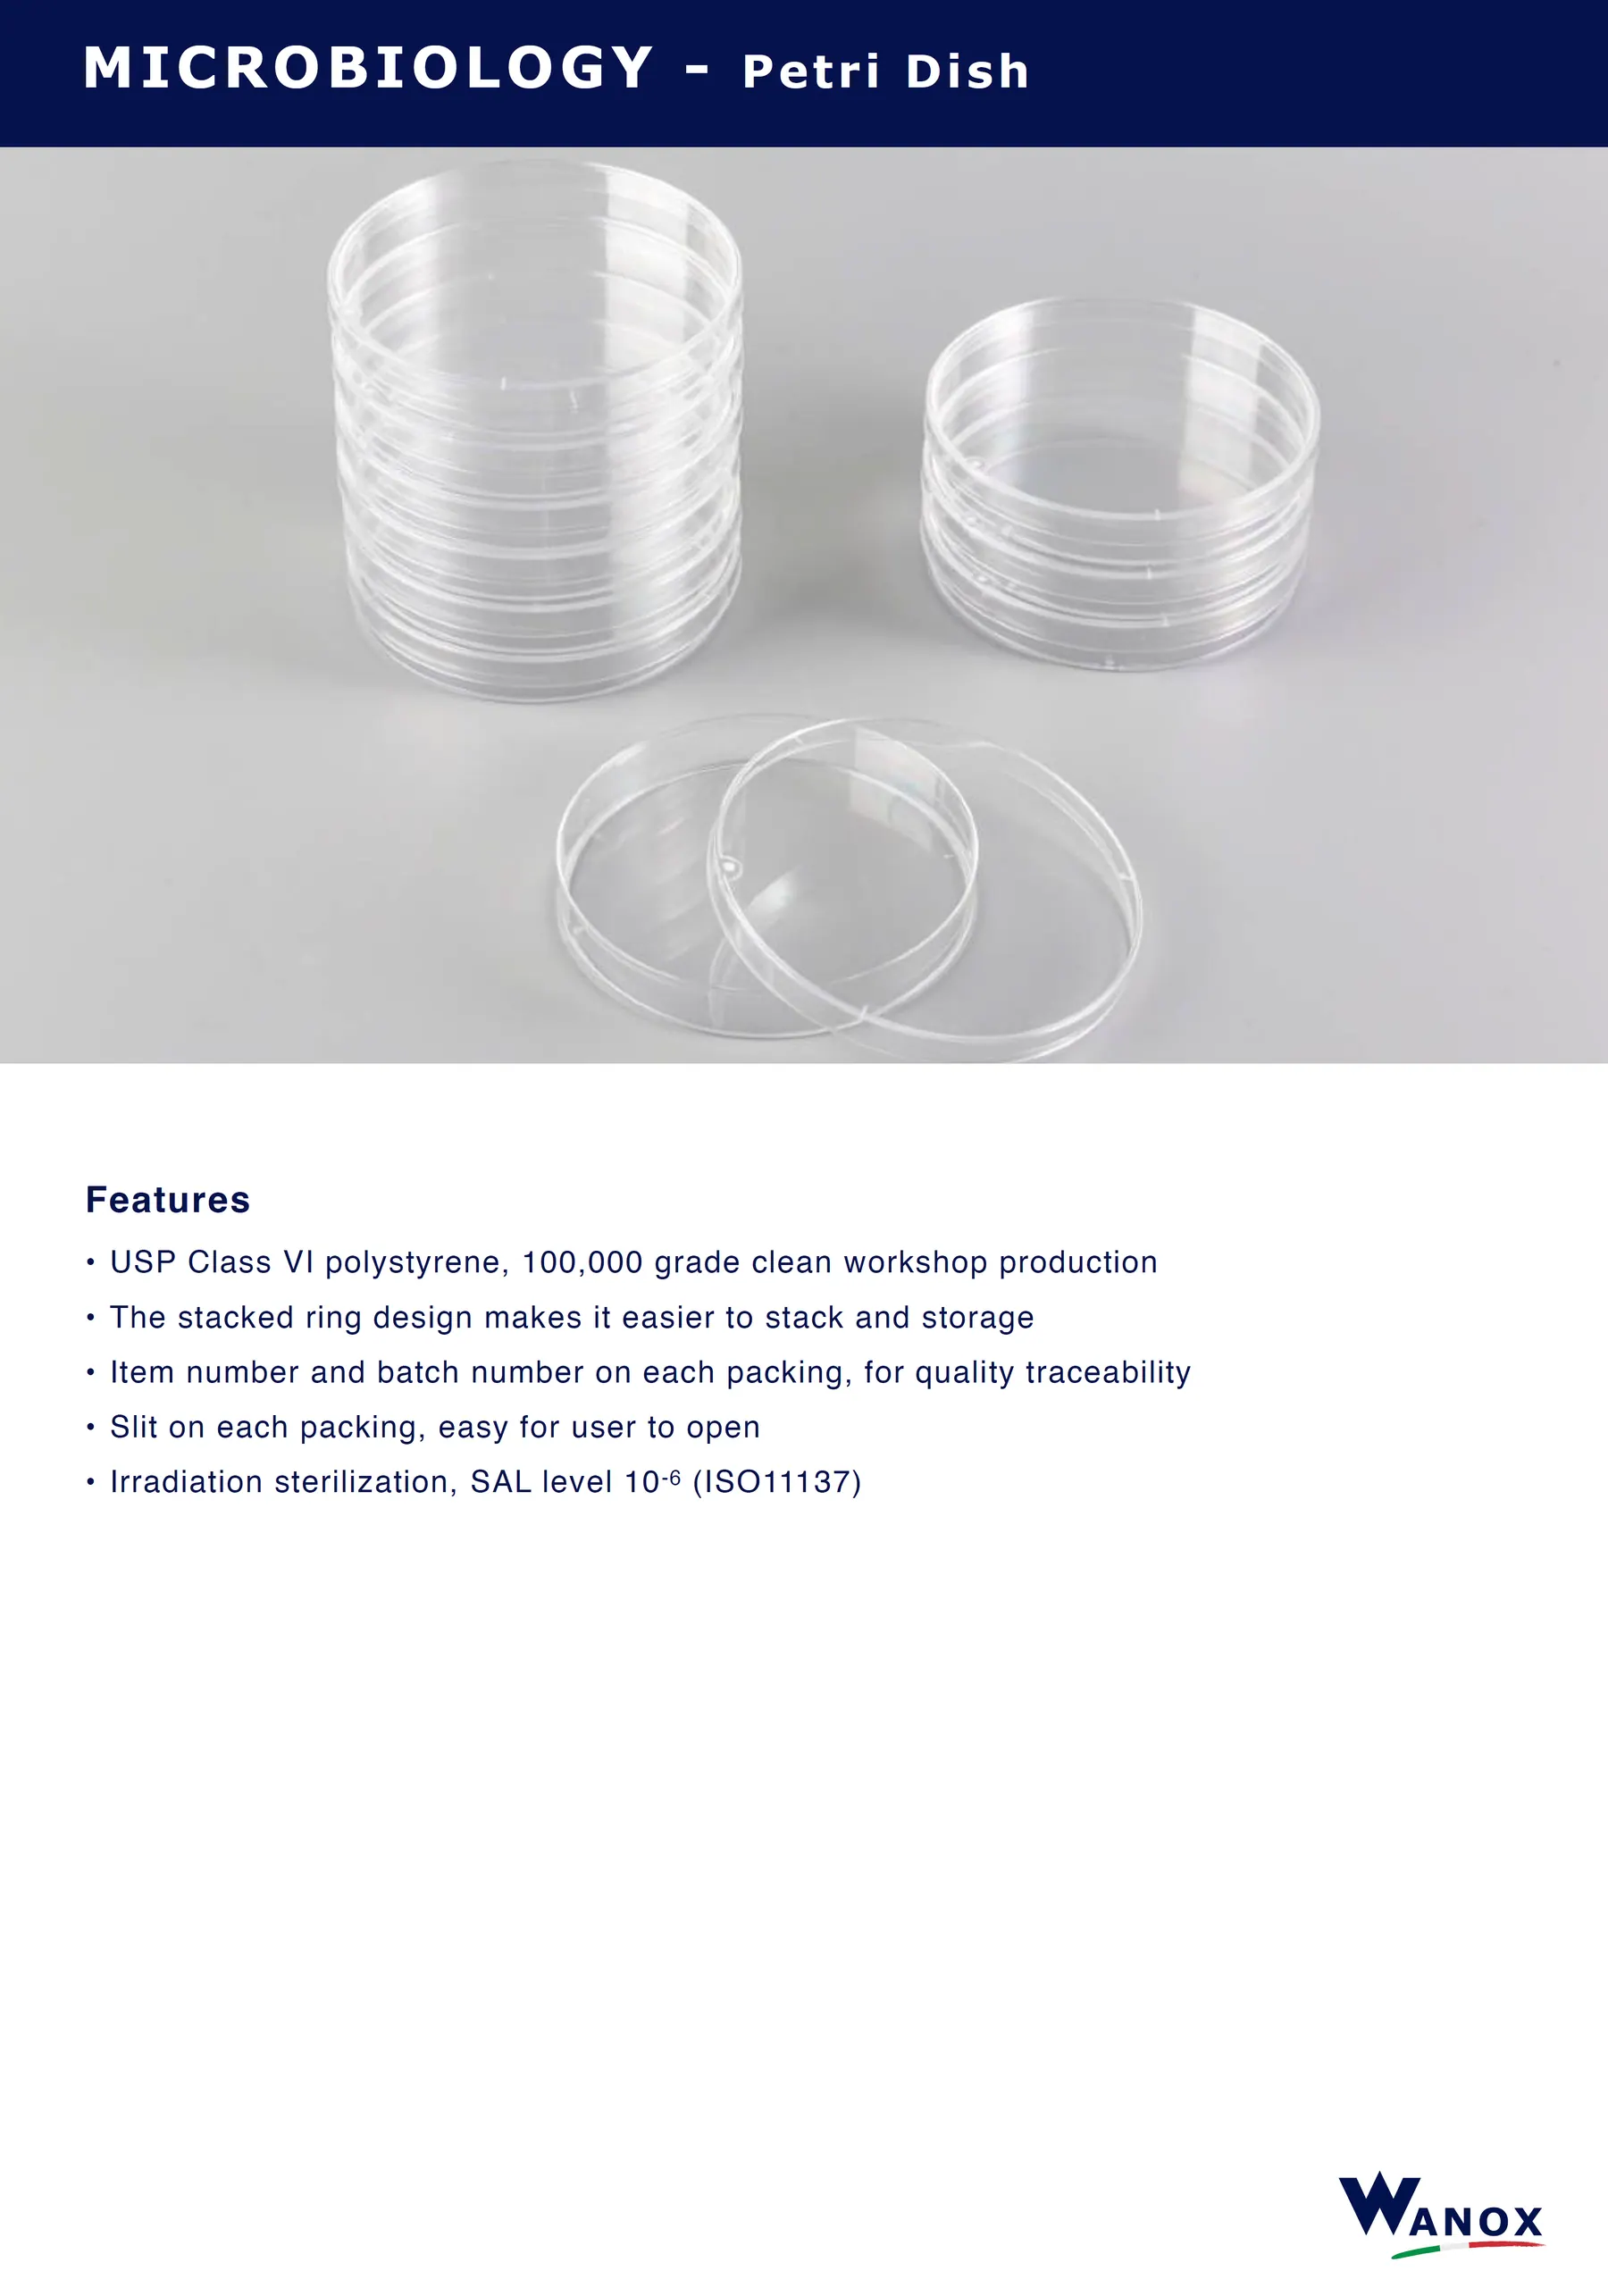 MICROBIOLOGY - Petri Dish
Features
• USP Class VI polystyrene, 100,000 grade clean workshop production
• The stacked ring design makes it easier to stack and storage
• Item number and batch number on each packing, for quality traceability
• Slit on each packing, easy for user to open
• Irradiation sterilization, SAL level 10⁻⁶ (ISO11137)
WANOX